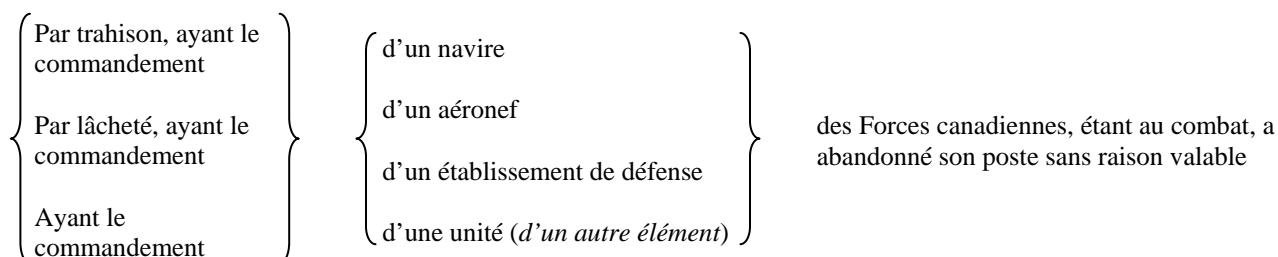 Par trahison, ayant le
commandement
Par lâcheté, ayant le
commandement
Ayant le
commandement
d’un navire
d’un aéronef
d’un établissement de défense
d’une unité (d’un autre élément)
des Forces canadiennes, étant au combat, a
abandonné son poste sans raison valable